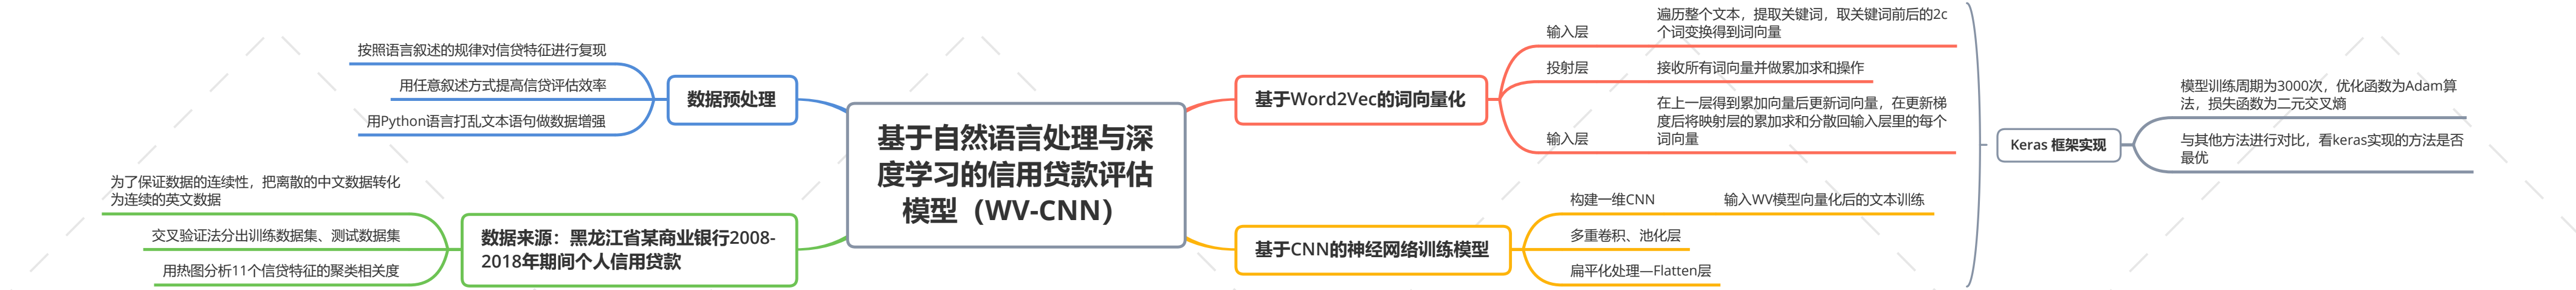 基于自然语言处理与深
度学习的信用贷款评估
模型（WV-CNN）
数据预处理
按照语言叙述的规律对信贷特征进行复现
用任意叙述方式提高信贷评估效率
用Python语言打乱文本语句做数据增强
数据来源：黑龙江省某商业银行2008-
2018年期间个人信用贷款
为了保证数据的连续性，把离散的中文数据转化
为连续的英文数据
交叉验证法分出训练数据集、测试数据集
用热图分析11个信贷特征的聚类相关度
基于Word2Vec的词向量化
输入层
遍历整个文本，提取关键词，取关键词前后的2c
个词变换得到词向量
投射层
接收所有词向量并做累加求和操作
输入层
在上一层得到累加向量后更新词向量，在更新梯
度后将映射层的累加求和分散回输入层里的每个
词向量
基于CNN的神经网络训练模型
构建一维CNN
输入WV模型向量化后的文本训练
多重卷积、池化层
扁平化处理—Flatten层
Keras 框架实现
模型训练周期为3000次，优化函数为Adam算
法，损失函数为二元交叉熵
与其他方法进行对比，看keras实现的方法是否
最优